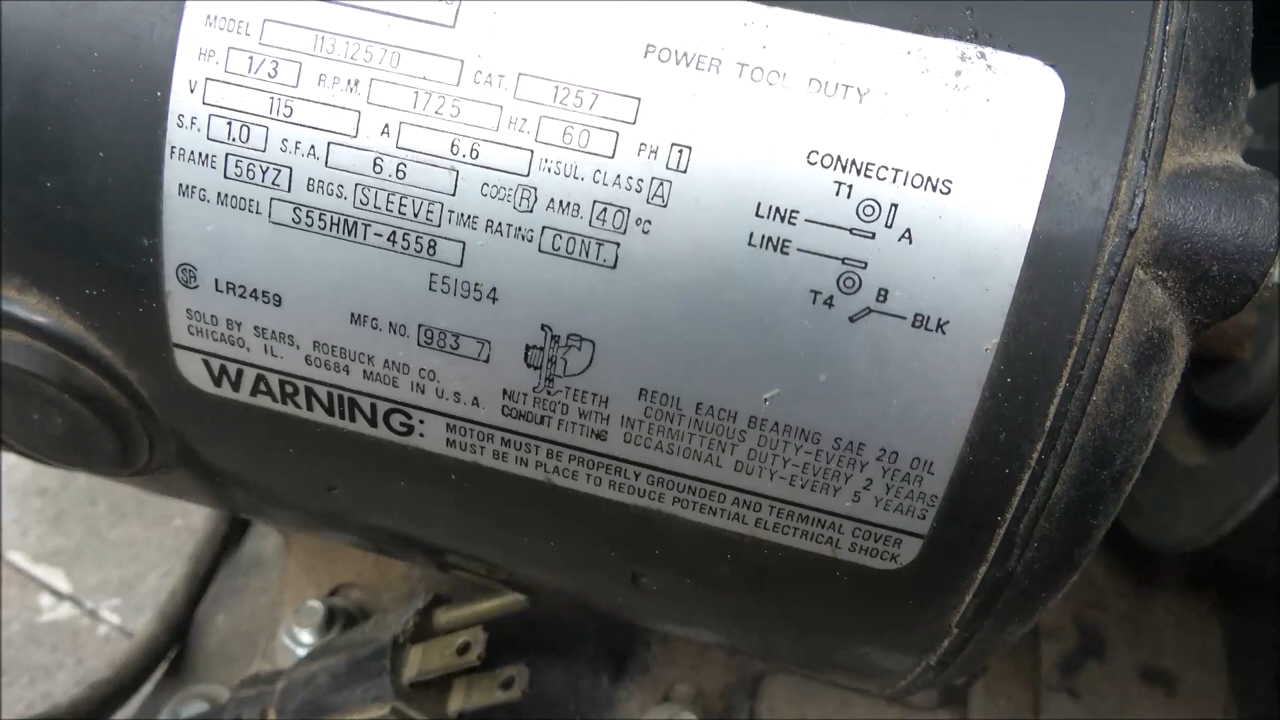 POWER TOOL DUTY
MODEL 113.12570
HP. 1/3 R.P.M. 1725 CAT. 1257
V 115 A 6.6 HZ. 60 PH 1
S.F. 1.0 S.F.A. 6.6 INSUL. CLASS A
FRAME 56YZ BRGS. SLEEVE CODE R AMB. 40 °C
MFG. MODEL S55HMT-4558 TIME RATING CONT.
LR2459 E51954
MFG. NO. 983 7
SOLD BY SEARS, ROEBUCK AND CO.
CHICAGO, IL. 60684 MADE IN U.S.A.
TEETH
NUT REQ'D WITH
CONDUIT FITTING
CONNECTIONS
T1
LINE
A
LINE
T4
B
BLK
REOIL EACH BEARING SAE 20 OIL
CONTINUOUS DUTY-EVERY YEAR
INTERMITTENT DUTY-EVERY 2 YEARS
OCCASIONAL DUTY-EVERY 5 YEARS
WARNING: MOTOR MUST BE PROPERLY GROUNDED AND TERMINAL COVER
MUST BE IN PLACE TO REDUCE POTENTIAL ELECTRICAL SHOCK.